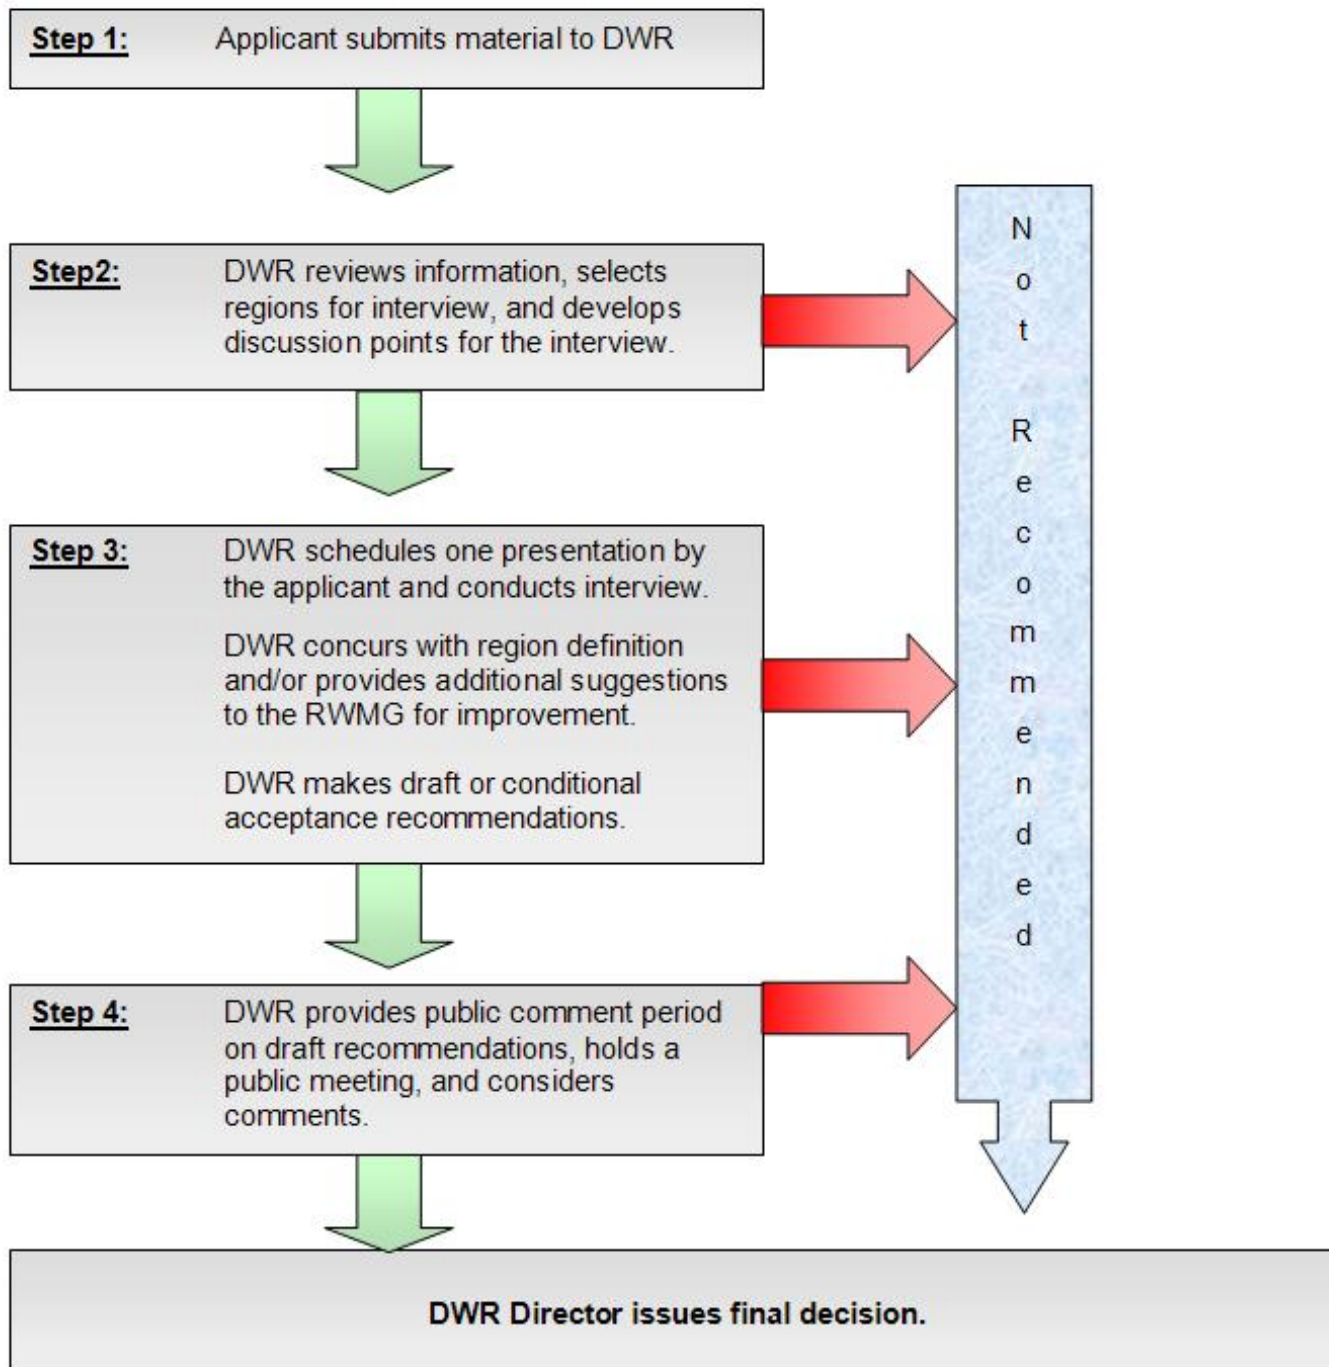 Step 1: Applicant submits material to DWR
Step2: DWR reviews information, selects
regions for interview, and develops
discussion points for the interview.
Step 3: DWR schedules one presentation by
the applicant and conducts interview.
DWR concurs with region definition
and/or provides additional suggestions
to the RWMG for improvement.
DWR makes draft or conditional
acceptance recommendations.
Step 4: DWR provides public comment period
on draft recommendations, holds a
public meeting, and considers
comments.
Not Recommended
DWR Director issues final decision.